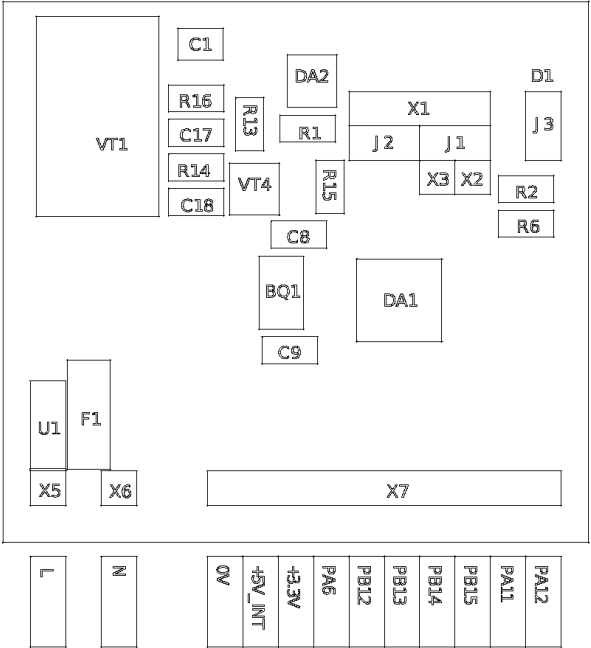 C1
DA2
D1
R16
R13
X1
VT1
C17
R1
J2
J1
J3
R14
VT4
R15
X3
X2
R2
C18
C8
R6
BQ1
DA1
C9
U1
F1
X5
X6
X7
L
N
0V
+5V_INT
+3.3V
PA6
PB12
PB13
PB14
PB15
PA11
PA12